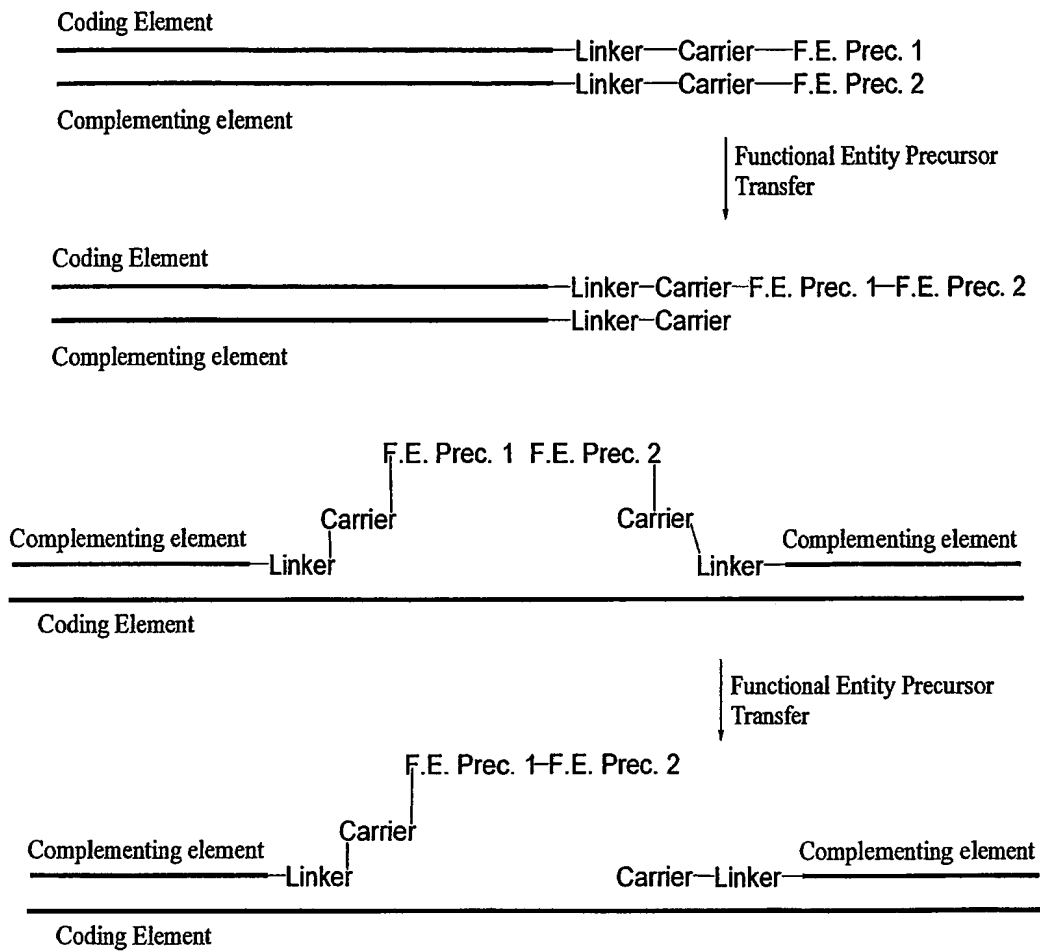 Coding Element
Linker—Carrier—F.E. Prec. 1
Linker—Carrier—F.E. Prec. 2
Complementing element
Functional Entity Precursor
Transfer
Coding Element
Linker—Carrier—F.E. Prec. 1—F.E. Prec. 2
Linker—Carrier
Complementing element
F.E. Prec. 1 F.E. Prec. 2
Carrier Carrier
Complementing element Complementing element
Linker Linker
Coding Element
Functional Entity Precursor
Transfer
F.E. Prec. 1—F.E. Prec. 2
Carrier
Complementing element Complementing element
Linker Carrier—Linker
Coding Element